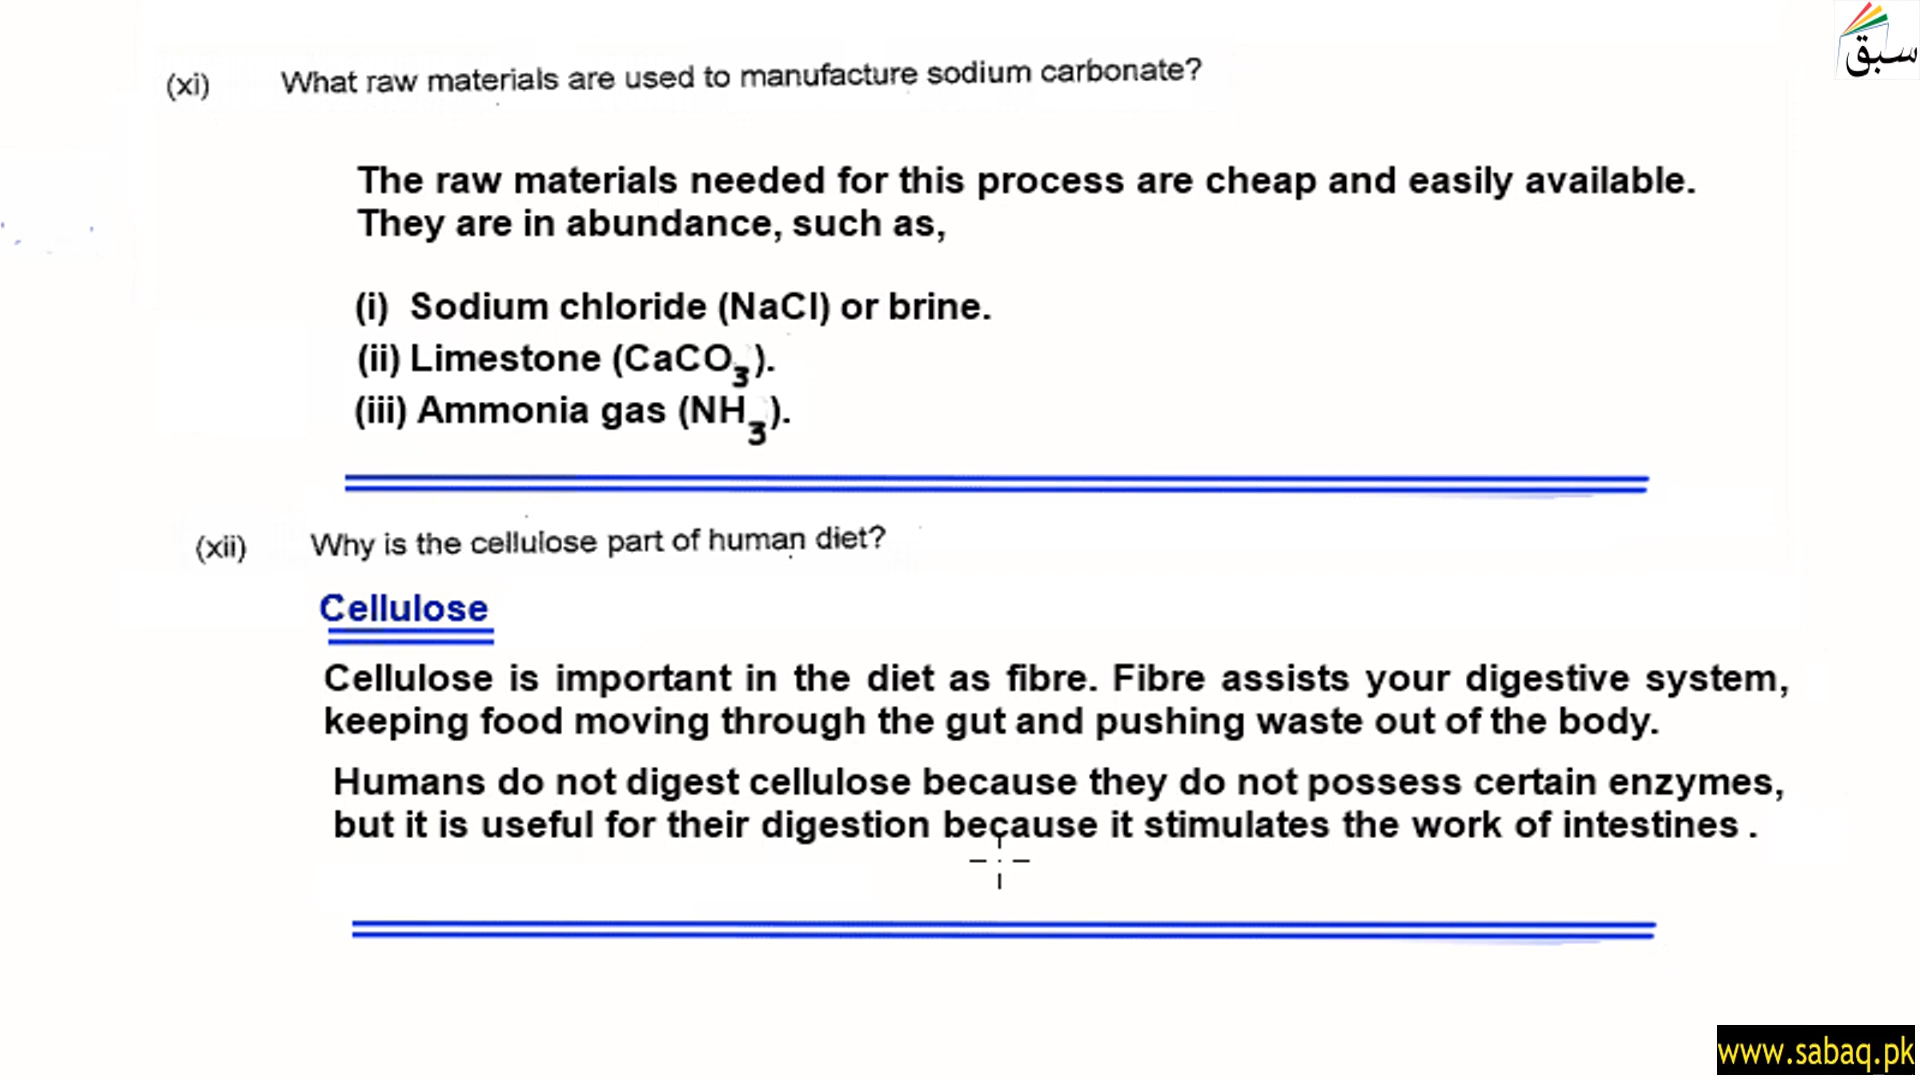 سبق
(xi) What raw materials are used to manufacture sodium carbonate?
The raw materials needed for this process are cheap and easily available.
They are in abundance, such as,
(i) Sodium chloride (NaCl) or brine.
(ii) Limestone (CaCO₃).
(iii) Ammonia gas (NH₃).
(xii) Why is the cellulose part of human diet?
Cellulose
Cellulose is important in the diet as fibre. Fibre assists your digestive system,
keeping food moving through the gut and pushing waste out of the body.
Humans do not digest cellulose because they do not possess certain enzymes,
but it is useful for their digestion because it stimulates the work of intestines .
www.sabaq.pk